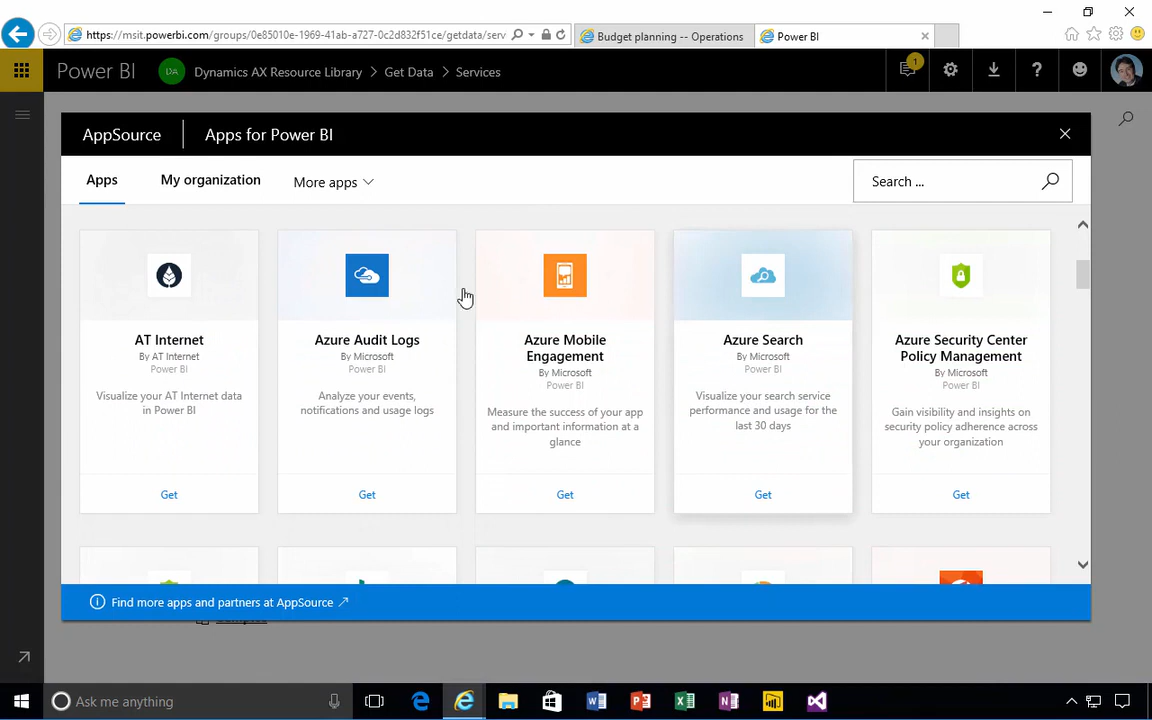 https://msit.powerbi.com/groups/0e85010e-1969-41ab-a727-0c2d832f51ce/getdata/serv
Budget planning -- Operations
Power BI
Power BI
DA
Dynamics AX Resource Library
Get Data
Services
1
?
AppSource
Apps for Power BI
Apps
My organization
More apps
Search ...
AT Internet
By AT Internet
Power BI
Visualize your AT Internet data
in Power BI
Get
Azure Audit Logs
By Microsoft
Power BI
Analyze your events,
notifications and usage logs
Get
Azure Mobile
Engagement
By Microsoft
Power BI
Measure the success of your app
and important information at a
glance
Get
Azure Search
By Microsoft
Power BI
Visualize your search service
performance and usage for the
last 30 days
Get
Azure Security Center
Policy Management
By Microsoft
Power BI
Gain visibility and insights on
security policy adherence across
your organization
Get
Find more apps and partners at AppSource
Ask me anything